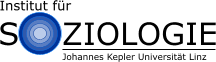 Institut für
SOZIOLOGIE
Johannes Kepler Universität Linz